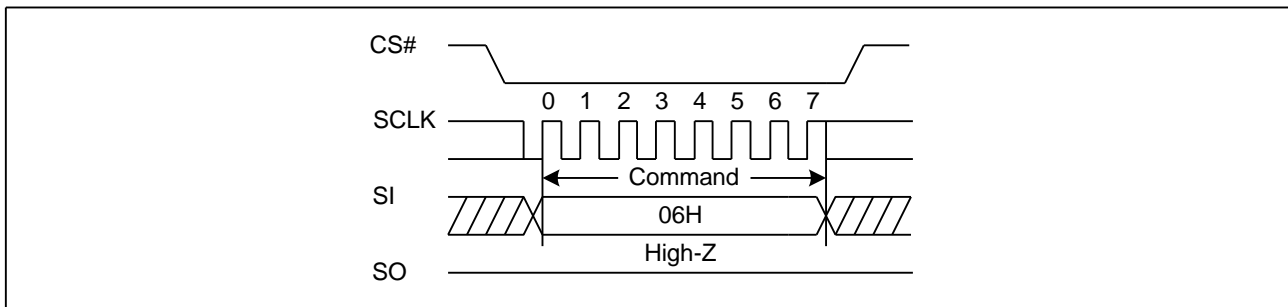 CS#
0 1 2 3 4 5 6 7
SCLK
Command
SI
06H
High-Z
SO